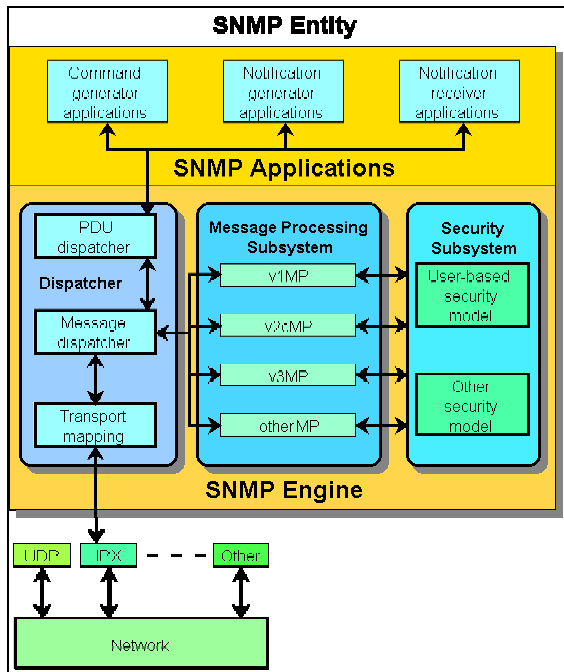 SNMP Entity
Command
generator
applications
Notification
generator
applications
Notification
receiver
applications
SNMP Applications
PDU
dispatcher
Dispatcher
Message
dispatcher
Transport
mapping
Message Processing
Subsystem
v1MP
v2cMP
v3MP
otherMP
Security
Subsystem
User-based
security
model
Other
security
model
SNMP Engine
UDP
IPX
Other
Network